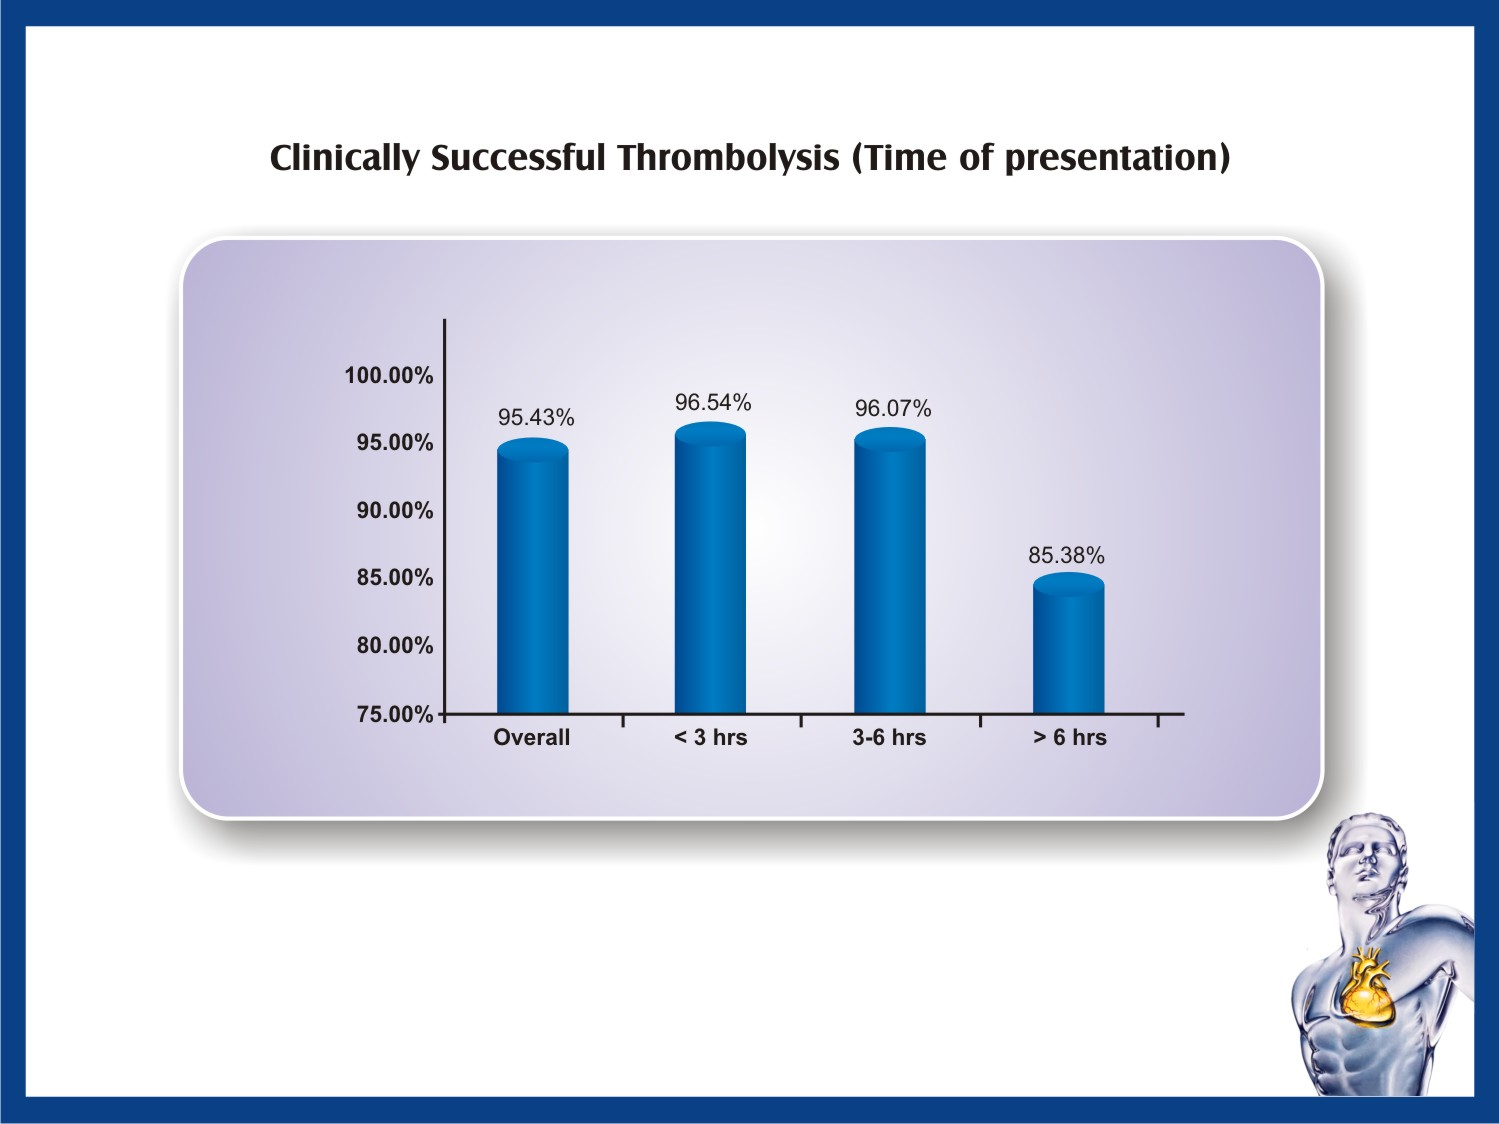 Clinically Successful Thrombolysis (Time of presentation)
100.00%
95.00%
90.00%
85.00%
80.00%
75.00%
95.43%
96.54%
96.07%
85.38%
Overall
< 3 hrs
3-6 hrs
> 6 hrs